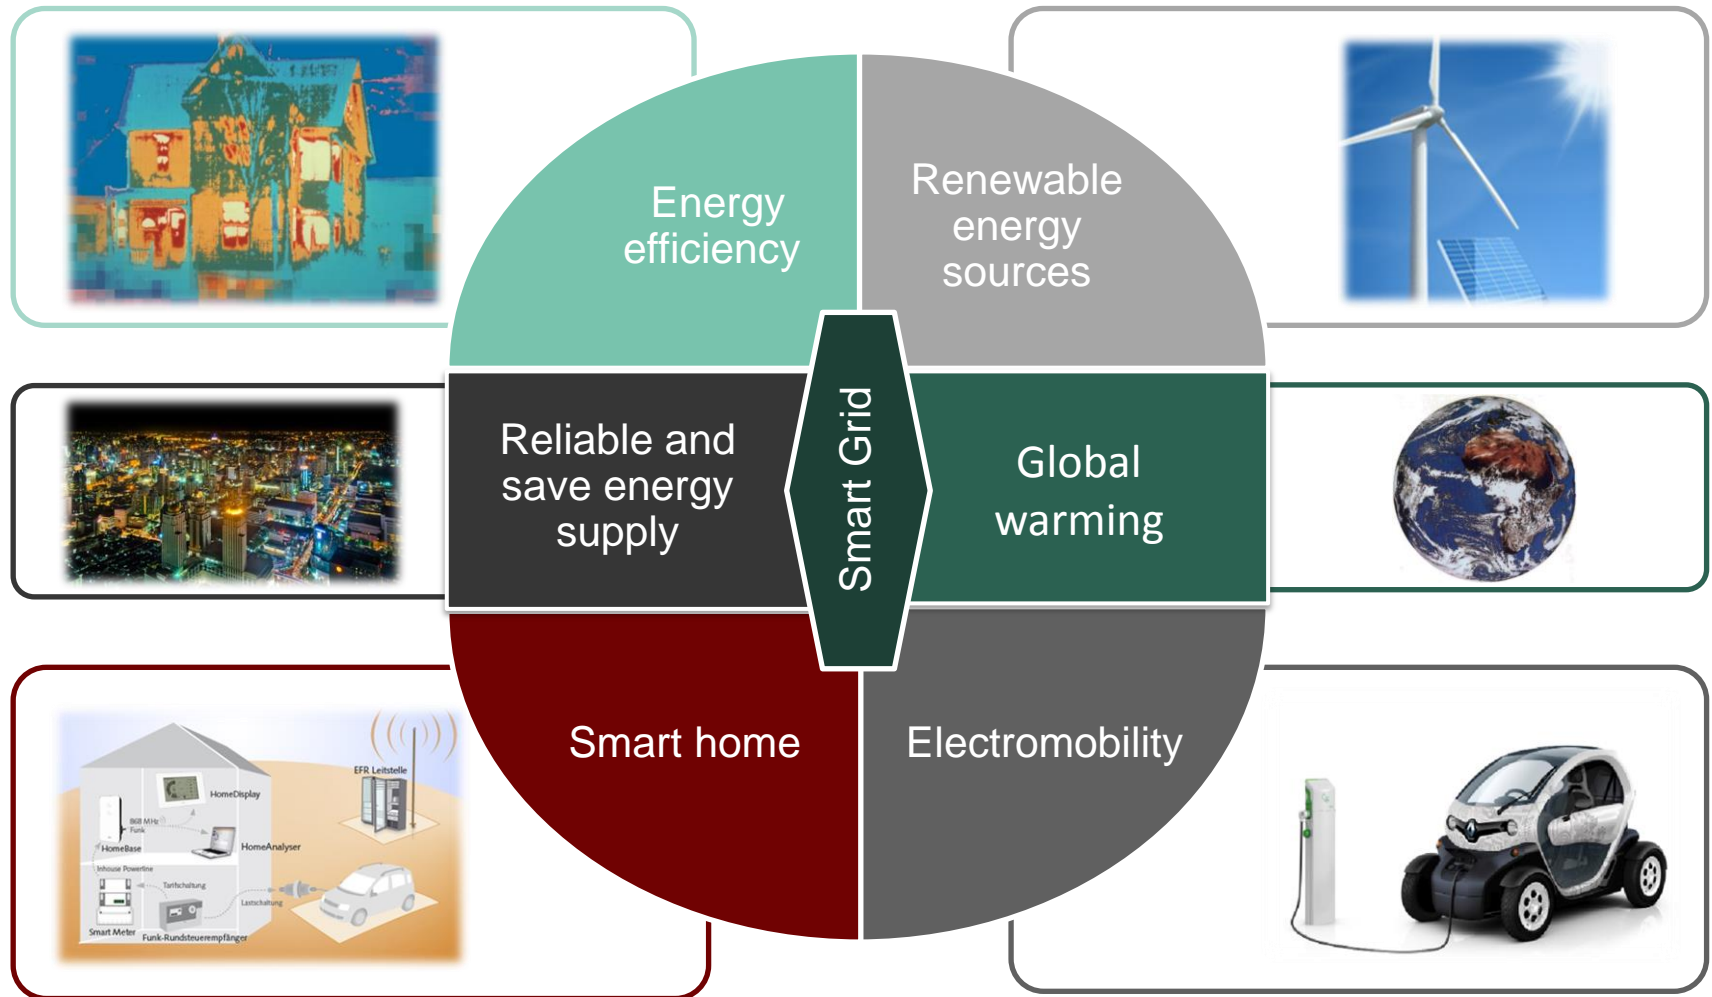 Energy
efficiency
Renewable
energy
sources
Reliable and
save energy
supply
Smart Grid
Global
warming
Smart home
Electromobility
EFR Leitstelle
HomeDisplay
868 MHz
Funk
HomeBase
HomeAnalyser
Inhouse Powerline
Tarifschaltung
Lastschaltung
Smart Meter
Funk-Rundsteuerempfänger